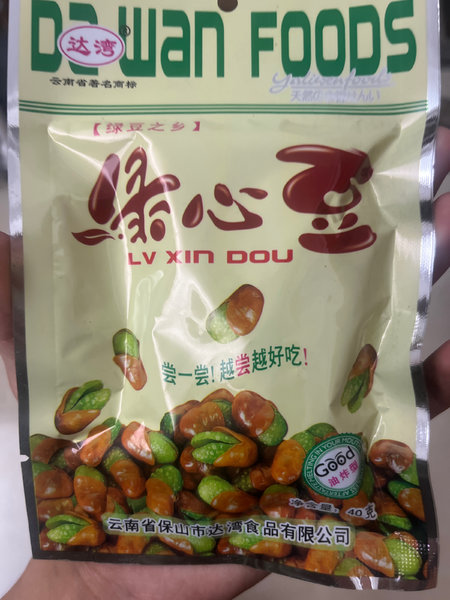 Da Wan FOODS
达湾
®
云南省著名商标
Yulüwanfood
【绿豆之乡】
绿心豆
LV XIN DOU
尝一尝!越尝越好吃!
Good
油炸型
净含量: 40克
云南省保山市达湾食品有限公司